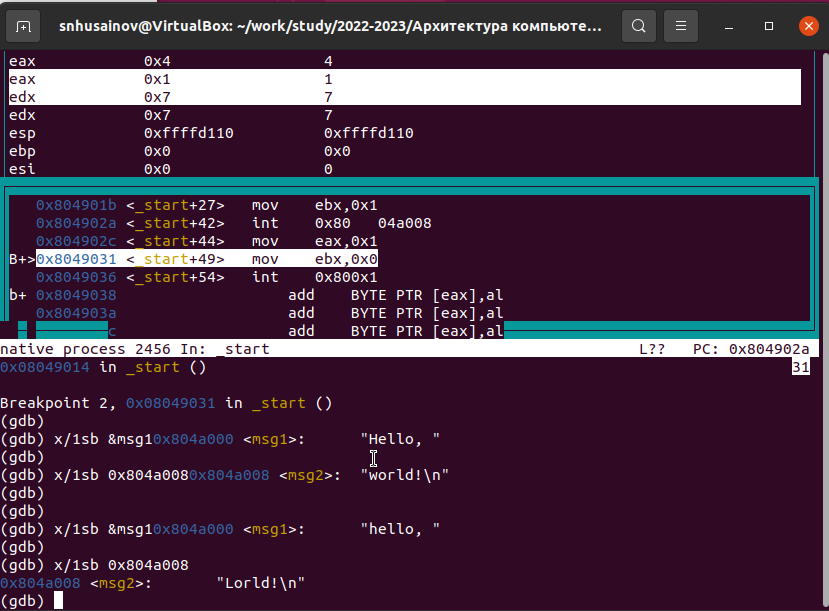 snhusainov@VirtualBox: ~/work/study/2022-2023/Архитектура компьюте...
eax 0x4 4
eax 0x1 1
edx 0x7 7
edx 0x7 7
esp 0xffffd110 0xffffd110
ebp 0x0 0x0
esi 0x0 0
0x804901b <_start+27> mov ebx,0x1
0x804902a <_start+42> int 0x80 04a008
0x804902c <_start+44> mov eax,0x1
B+>0x8049031 <_start+49> mov ebx,0x0
0x8049036 <_start+54> int 0x800x1
b+ 0x8049038 add BYTE PTR [eax],al
0x804903a add BYTE PTR [eax],al
c add BYTE PTR [eax],al
native process 2456 In: _start L?? PC: 0x804902a
0x08049014 in _start () 31
Breakpoint 2, 0x08049031 in _start ()
(gdb)
(gdb) x/1sb &msg10x804a000 <msg1>: "Hello, "
(gdb)
(gdb) x/1sb 0x804a0080x804a008 <msg2>: "world!\n"
(gdb)
(gdb)
(gdb) x/1sb &msg10x804a000 <msg1>: "hello, "
(gdb)
(gdb) x/1sb 0x804a008
0x804a008 <msg2>: "Lorld!\n"
(gdb)